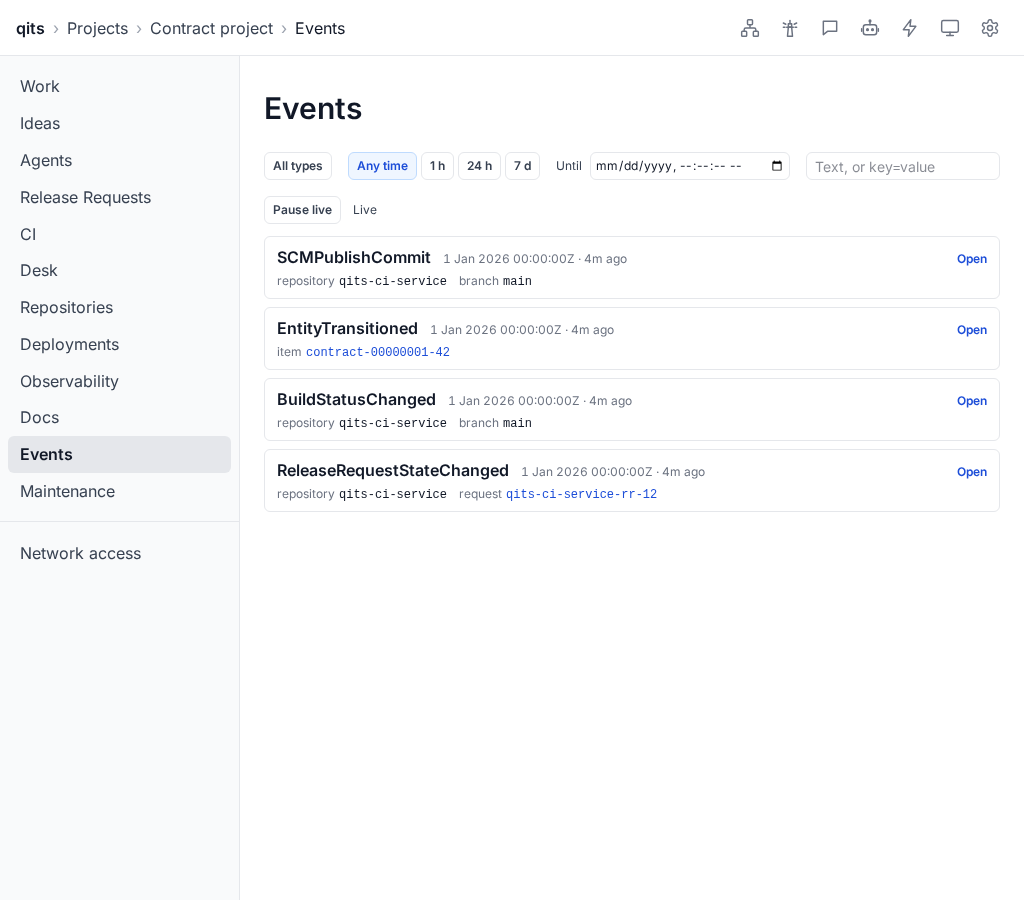 qits › Projects › Contract project › Events
Work
Ideas
Agents
Release Requests
CI
Desk
Repositories
Deployments
Observability
Docs
Events
Maintenance
Network access
Events
All types Any time 1 h 24 h 7 d Until mm/dd/yyyy, --:--:-- -- Text, or key=value
Pause live Live
SCMPublishCommit 1 Jan 2026 00:00:00Z · 4m ago Open
repository qits-ci-service branch main
EntityTransitioned 1 Jan 2026 00:00:00Z · 4m ago Open
item contract-00000001-42
BuildStatusChanged 1 Jan 2026 00:00:00Z · 4m ago Open
repository qits-ci-service branch main
ReleaseRequestStateChanged 1 Jan 2026 00:00:00Z · 4m ago Open
repository qits-ci-service request qits-ci-service-rr-12